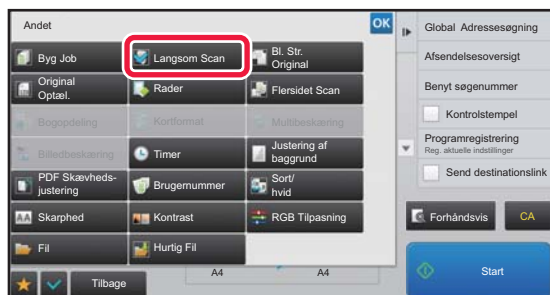 Andet
OK
Byg Job
Langsom Scan
Bl. Str.
Original
Original
Optæl.
Rader
Flersidet Scan
Bogopdeling
Kortformat
Multibeskæring
Billedbeskæring
Timer
Justering af
baggrund
PDF Skævheds-
justering
Brugernummer
Sort/
hvid
AA Skarphed
Kontrast
RGB Tilpasning
Fil
Hurtig Fil
Tilbage
A4
A4
Global Adressesøgning
Afsendelsesoversigt
Benyt søgenummer
Kontrolstempel
Programregistrering
Reg. aktuelle indstillinger
Send destinationslink
Forhåndsvis
CA
Start